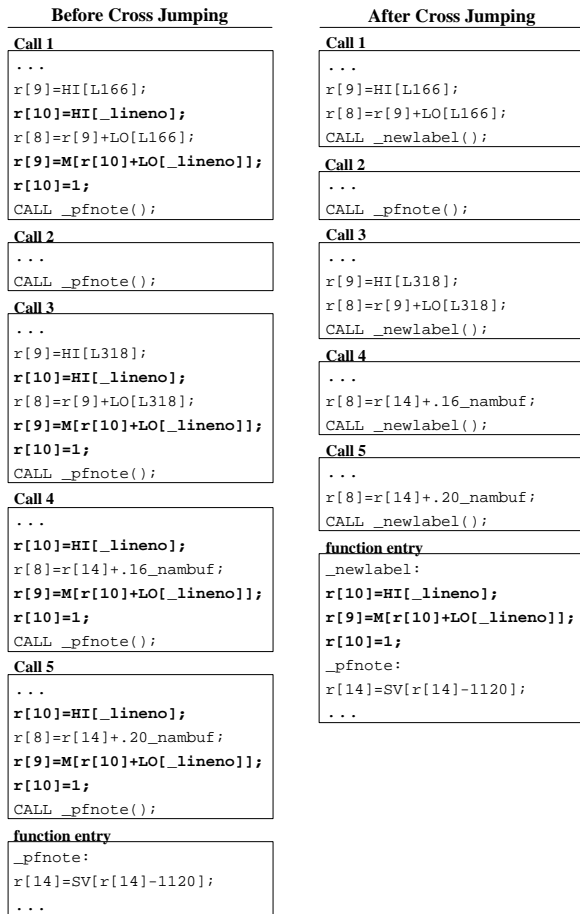 Before Cross Jumping
Call 1
...
r[9]=HI[L166];
r[10]=HI[_lineno];
r[8]=r[9]+LO[L166];
r[9]=M[r[10]+LO[_lineno]];
r[10]=1;
CALL _pfnote();
Call 2
...
CALL _pfnote();
Call 3
...
r[9]=HI[L318];
r[10]=HI[_lineno];
r[8]=r[9]+LO[L318];
r[9]=M[r[10]+LO[_lineno]];
r[10]=1;
CALL _pfnote();
Call 4
...
r[10]=HI[_lineno];
r[8]=r[14]+.16_nambuf;
r[9]=M[r[10]+LO[_lineno]];
r[10]=1;
CALL _pfnote();
Call 5
...
r[10]=HI[_lineno];
r[8]=r[14]+.20_nambuf;
r[9]=M[r[10]+LO[_lineno]];
r[10]=1;
CALL _pfnote();
function entry
_pfnote:
r[14]=SV[r[14]-1120];
...
After Cross Jumping
Call 1
...
r[9]=HI[L166];
r[8]=r[9]+LO[L166];
CALL _newlabel();
Call 2
...
CALL _pfnote();
Call 3
...
r[9]=HI[L318];
r[8]=r[9]+LO[L318];
CALL _newlabel();
Call 4
...
r[8]=r[14]+.16_nambuf;
CALL _newlabel();
Call 5
...
r[8]=r[14]+.20_nambuf;
CALL _newlabel();
function entry
_newlabel:
r[10]=HI[_lineno];
r[9]=M[r[10]+LO[_lineno]];
r[10]=1;
_pfnote:
r[14]=SV[r[14]-1120];
...